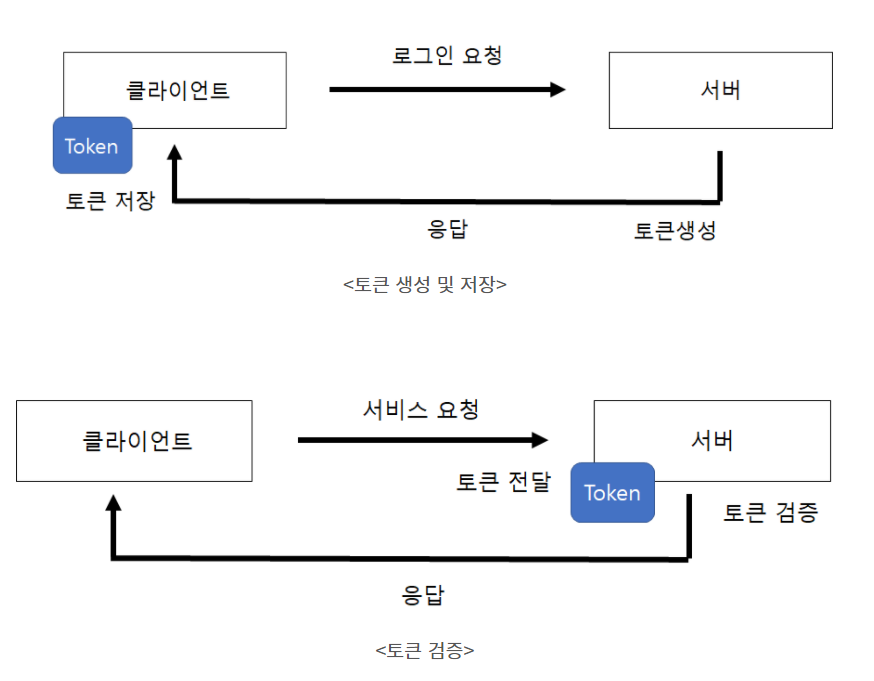 로그인 요청
클라이언트
서버
Token
토큰 저장
응답
토큰생성
<토큰 생성 및 저장>
서비스 요청
클라이언트
서버
토큰 전달
Token
토큰 검증
응답
<토큰 검증>